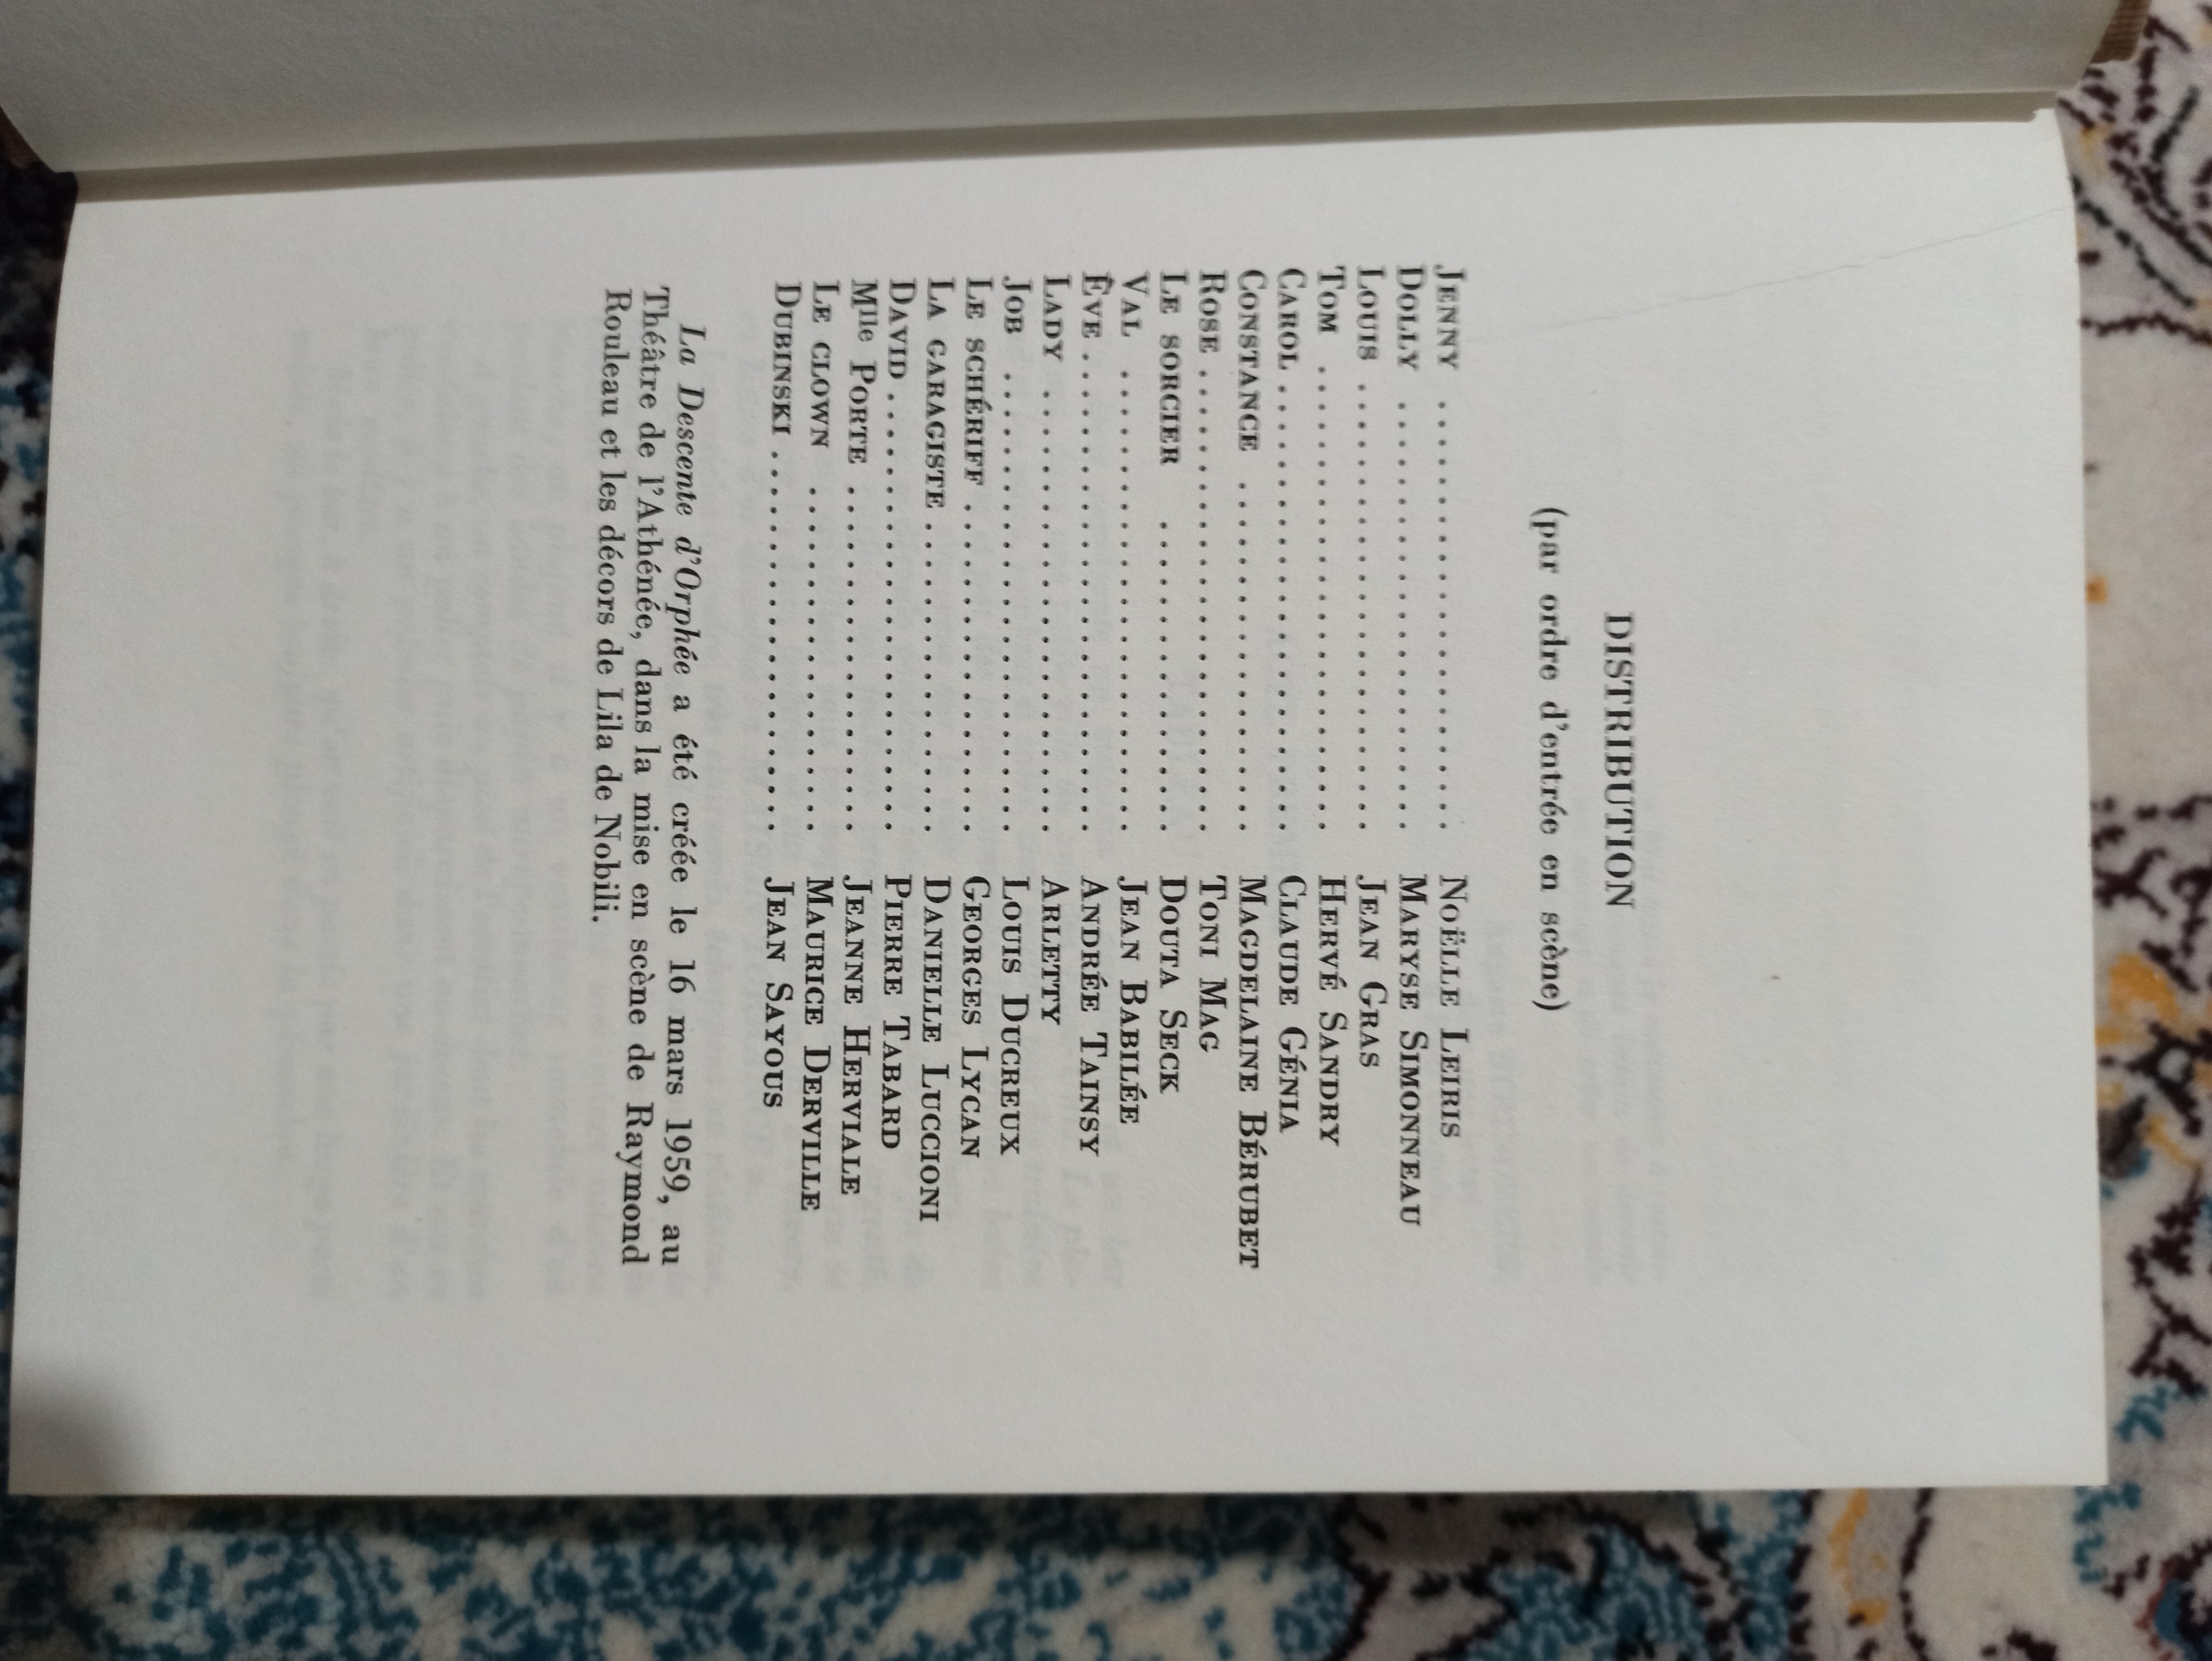 DISTRIBUTION
(par ordre d'entrée en scène)
JENNY . . . . . . . . . . . . . . . . . . . . . NOËLLE LEIRIS
DOLLY . . . . . . . . . . . . . . . . . . . . . MARYSE SIMONNEAU
LOUIS . . . . . . . . . . . . . . . . . . . . . . JEAN GRAS
TOM . . . . . . . . . . . . . . . . . . . . . . . HERVÉ SANDRY
CAROL . . . . . . . . . . . . . . . . . . . . . . CLAUDE GÉNIA
CONSTANCE . . . . . . . . . . . . . . . . . MAGDELAINE BÉRUBET
ROSE . . . . . . . . . . . . . . . . . . . . . . . TONI MAG
LE SORCIER . . . . . . . . . . . . . . . DOUTA SECK
VAL . . . . . . . . . . . . . . . . . . . . . . . JEAN BABILÉE
ÈVE . . . . . . . . . . . . . . . . . . . . . . . . ANDRÉE TAINSY
LADY . . . . . . . . . . . . . . . . . . . . . . ARLETTY
JOB . . . . . . . . . . . . . . . . . . . . . . . LOUIS DUCREUX
LE SCHÉRIFF . . . . . . . . . . . . . . . . GEORGES LYCAN
LA GARAGISTE . . . . . . . . . . . . . . . DANIELLE LUCCIONI
DAVID . . . . . . . . . . . . . . . . . . . . . . PIERRE TABARD
Mlle PORTE . . . . . . . . . . . . . . . . . JEANNE HERVIALE
LE CLOWN . . . . . . . . . . . . . . . . . MAURICE DERVILLE
DUBINSKI . . . . . . . . . . . . . . . . . . . JEAN SAYOUS
La Descente d'Orphée a été créée le 16 mars 1959, au
Théâtre de l'Athénée, dans la mise en scène de Raymond
Rouleau et les décors de Lila de Nobili.